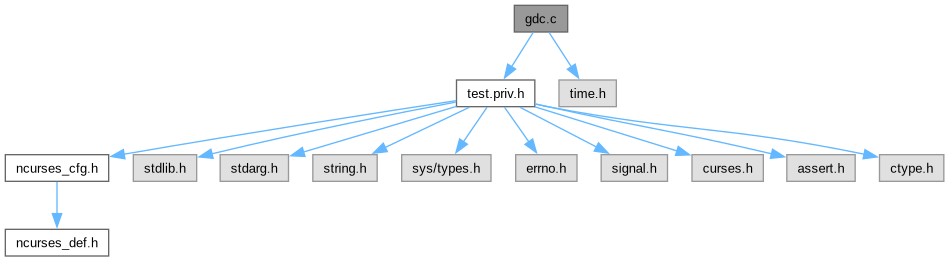 gdc.c
test.priv.h
time.h
ncurses_cfg.h
stdlib.h
stdarg.h
string.h
sys/types.h
errno.h
signal.h
curses.h
assert.h
ctype.h
ncurses_def.h